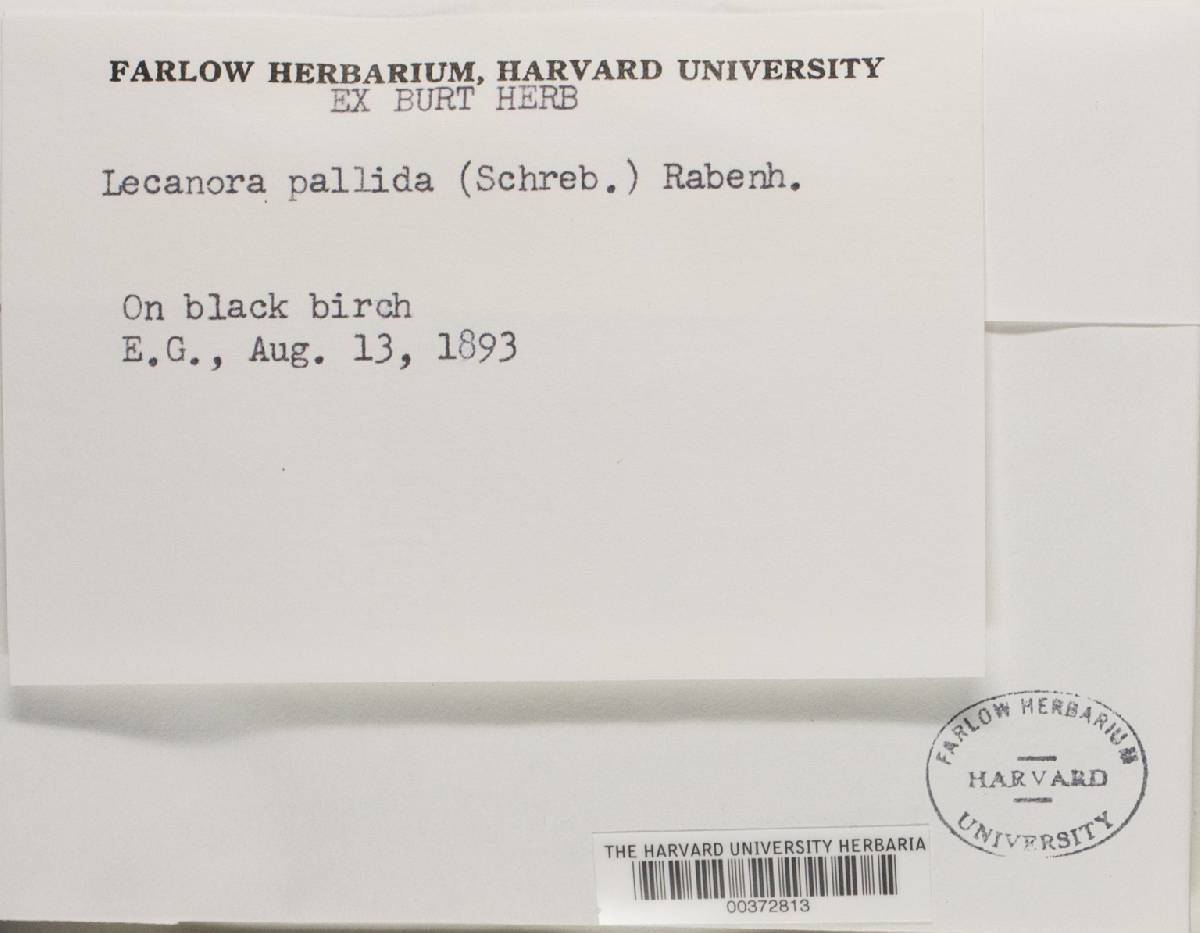 FARLOW HERBARIUM, HARVARD UNIVERSITY
EX BURT HERB
Lecanora pallida (Schreb.) Rabenh.
On black birch
E.G., Aug. 13, 1893
FARLOW HERBARIUM
HARVARD
UNIVERSITY
THE HARVARD UNIVERSITY HERBARIA
00372813